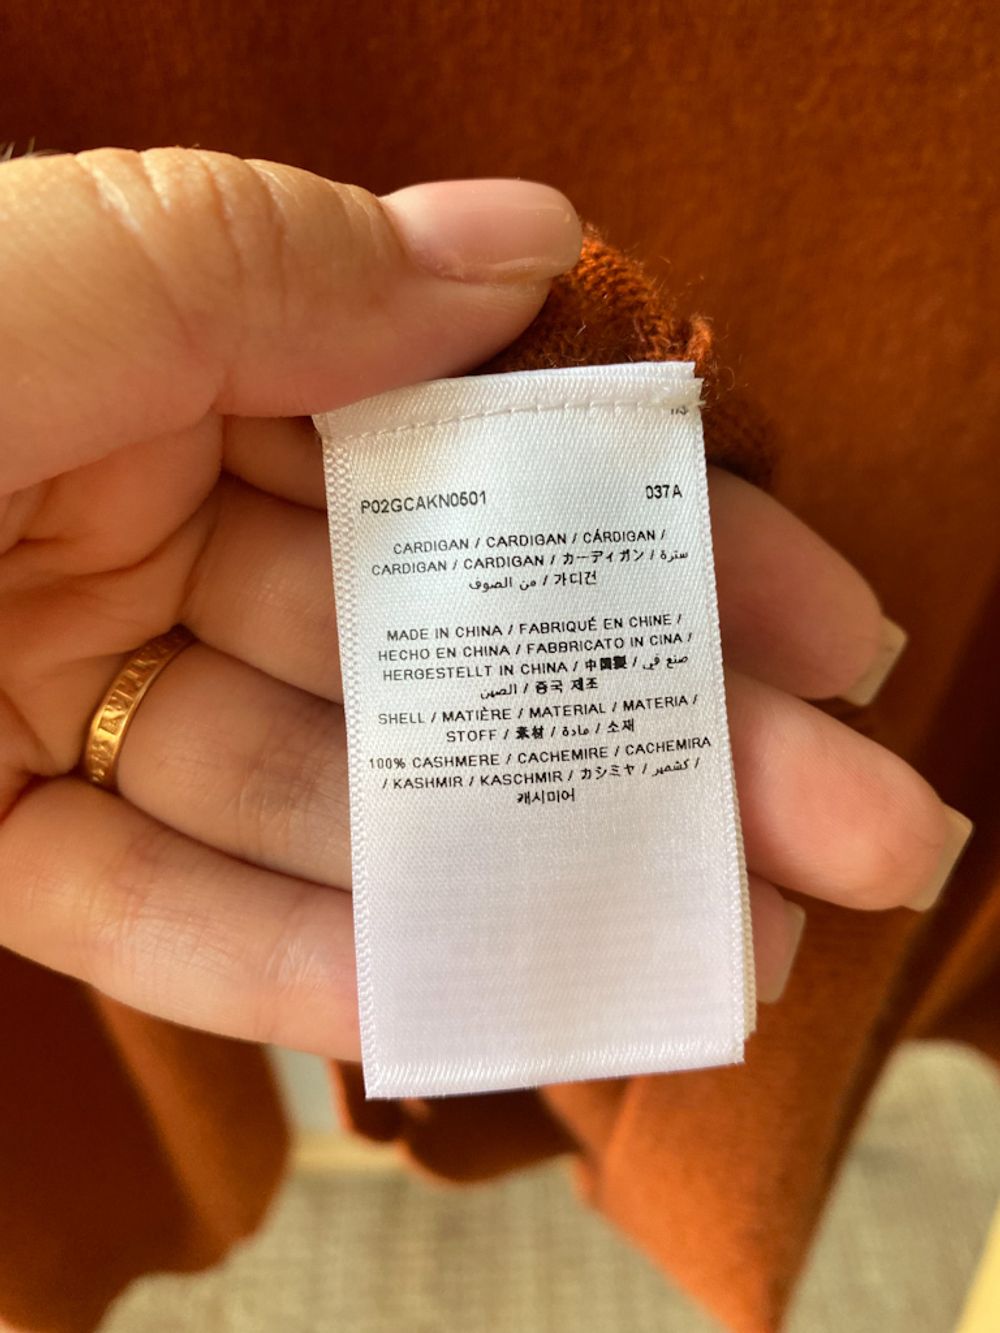 P02GCAKN0501 037A
CARDIGAN / CARDIGAN / CÁRDIGAN /
CARDIGAN / CARDIGAN / カーディガン / سترة
من الصوف / 가디건
MADE IN CHINA / FABRIQUÉ EN CHINE /
HECHO EN CHINA / FABBRICATO IN CINA /
HERGESTELLT IN CHINA / 中国製 / صنع في
الصين / 중국 제조
SHELL / MATIÈRE / MATERIAL / MATERIA /
STOFF / 素材 / مادة / 소재
100% CASHMERE / CACHEMIRE / CACHEMIRA
/ KASHMIR / KASCHMIR / カシミヤ / كشمير /
캐시미어